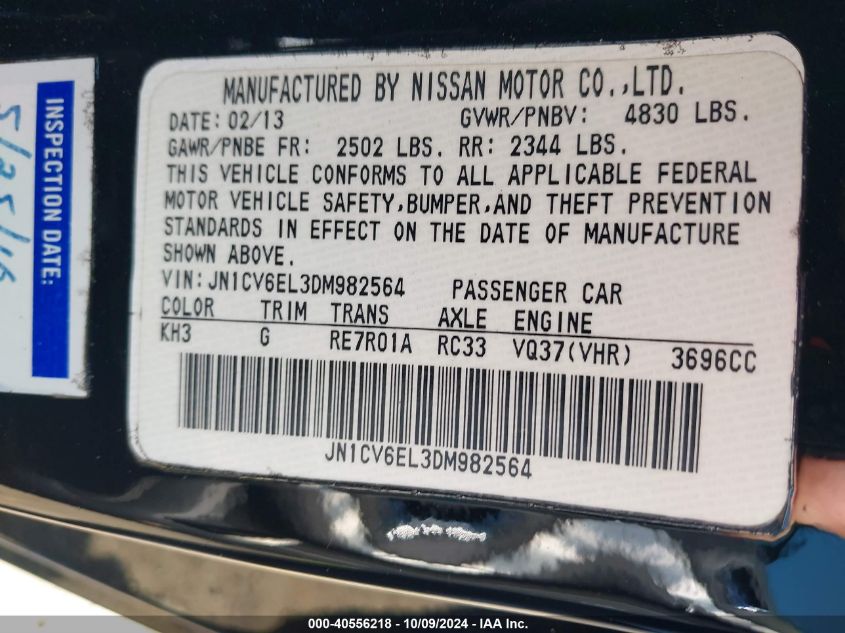 MANUFACTURED BY NISSAN MOTOR CO.,LTD.
DATE: 02/13 GVWR/PNBV: 4830 LBS.
GAWR/PNBE FR: 2502 LBS. RR: 2344 LBS.
THIS VEHICLE CONFORMS TO ALL APPLICABLE FEDERAL
MOTOR VEHICLE SAFETY,BUMPER,AND THEFT PREVENTION
STANDARDS IN EFFECT ON THE DATE OF MANUFACTURE
SHOWN ABOVE.
VIN: JN1CV6EL3DM982564 PASSENGER CAR
COLOR TRIM TRANS AXLE ENGINE
KH3 G RE7R01A RC33 VQ37(VHR) 3696CC
JN1CV6EL3DM982564
INSPECTION DATE:
000-40556218 - 10/09/2024 - IAA Inc.